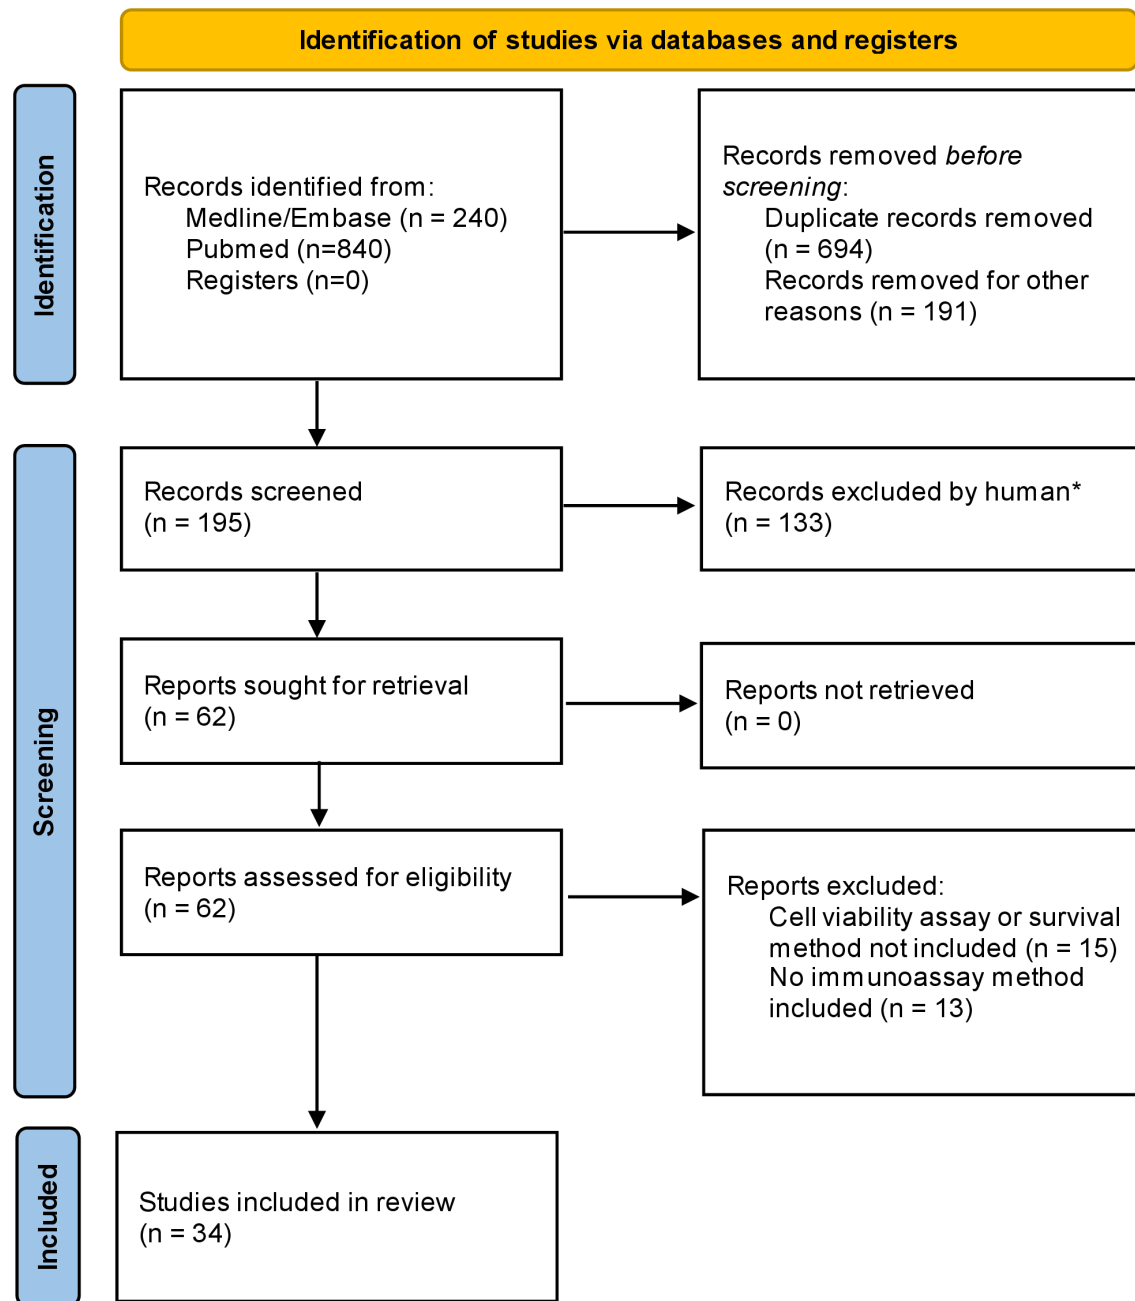 Identification of studies via databases and registers
Identification
Records identified from:
Medline/Embase (n = 240)
Pubmed (n=840)
Registers (n=0)
Records removed before
screening:
Duplicate records removed
(n = 694)
Records removed for other
reasons (n = 191)
Screening
Records screened
(n = 195)
Records excluded by human*
(n = 133)
Reports sought for retrieval
(n = 62)
Reports not retrieved
(n = 0)
Reports assessed for eligibility
(n = 62)
Reports excluded:
Cell viability assay or survival
method not included (n = 15)
No immunoassay method
included (n = 13)
Included
Studies included in review
(n = 34)